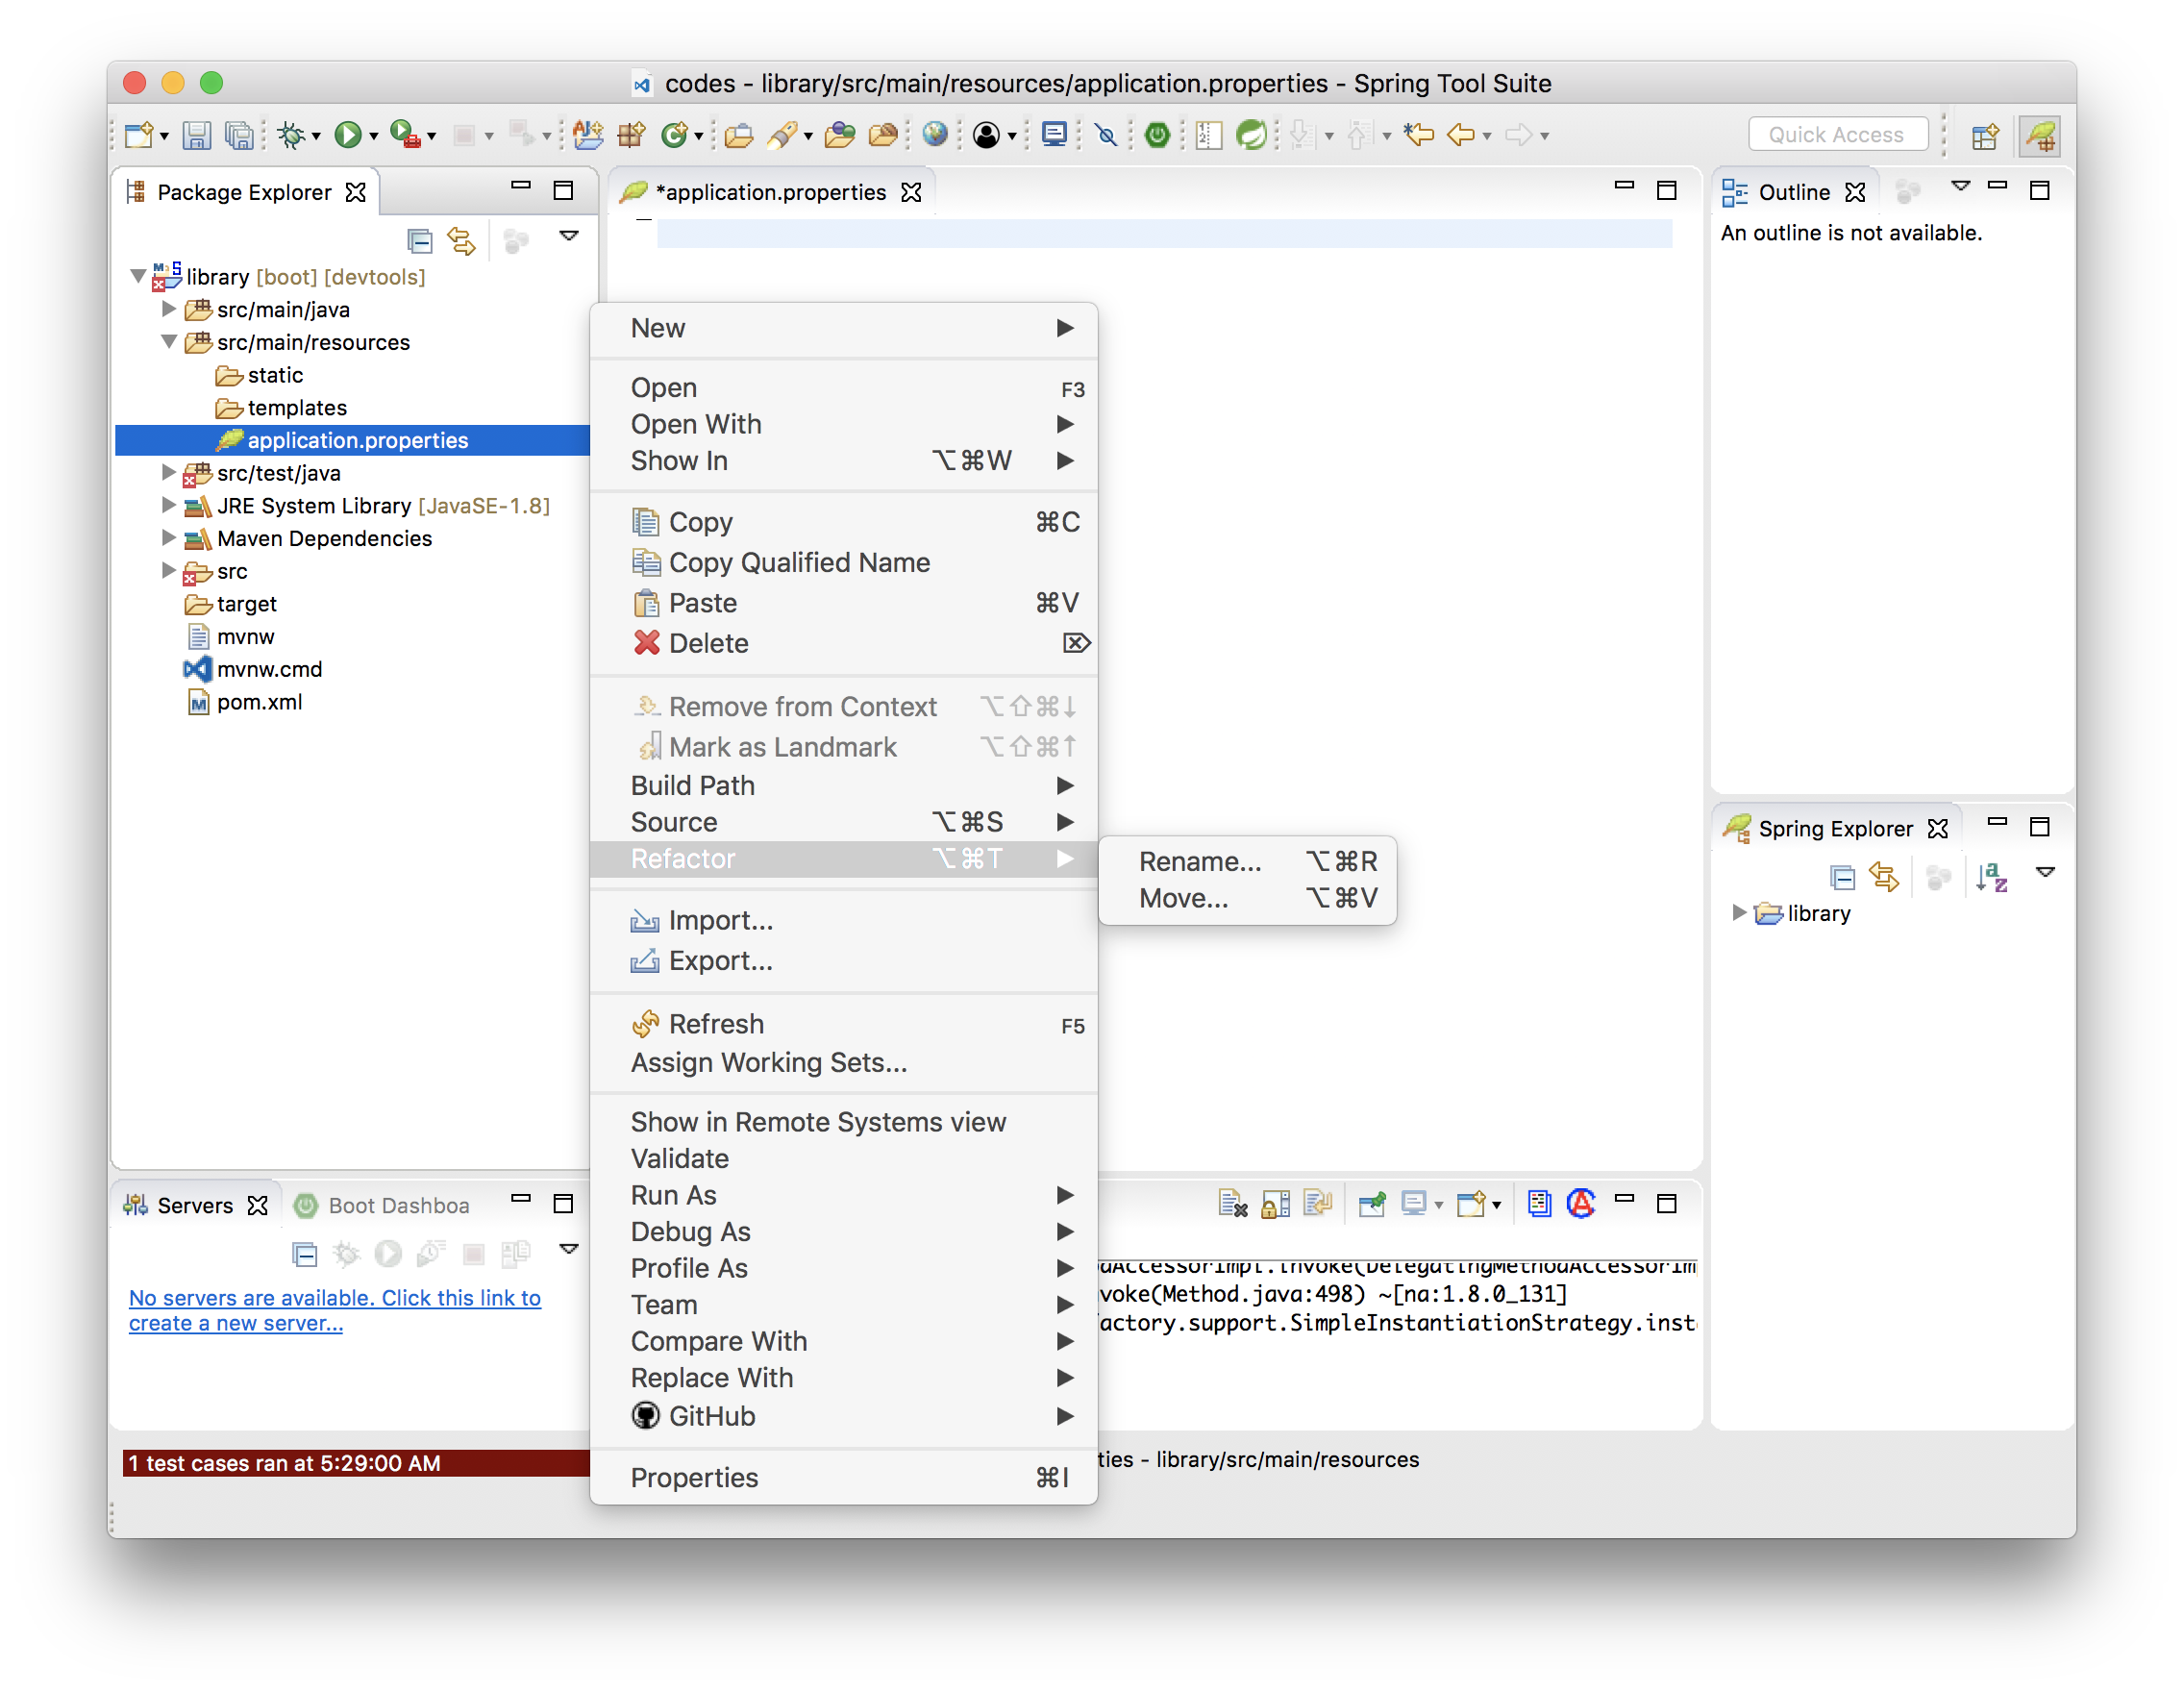 codes - library/src/main/resources/application.properties - Spring Tool Suite
Quick Access
Package Explorer
library [boot] [devtools]
src/main/java
src/main/resources
static
templates
application.properties
src/test/java
JRE System Library [JavaSE-1.8]
Maven Dependencies
src
target
mvnw
mvnw.cmd
pom.xml
*application.properties
New
Open F3
Open With
Show In ⌥⌘W
Copy ⌘C
Copy Qualified Name
Paste ⌘V
Delete ⌦
Remove from Context ⌥⇧⌘↓
Mark as Landmark ⌥⇧⌘↑
Build Path
Source ⌥⌘S
Refactor ⌥⌘T
Import...
Export...
Refresh F5
Assign Working Sets...
Show in Remote Systems view
Validate
Run As
Debug As
Profile As
Team
Compare With
Replace With
GitHub
Properties ⌘I
Rename... ⌥⌘R
Move... ⌥⌘V
Outline
An outline is not available.
Spring Explorer
library
Servers
Boot Dashboa
No servers are available. Click this link to
create a new server...
dAccessorImpl.invoke(DelegatingMethodAccessorIm
voke(Method.java:498) ~[na:1.8.0_131]
factory.support.SimpleInstantiationStrategy.inst
1 test cases ran at 5:29:00 AM
ties - library/src/main/resources